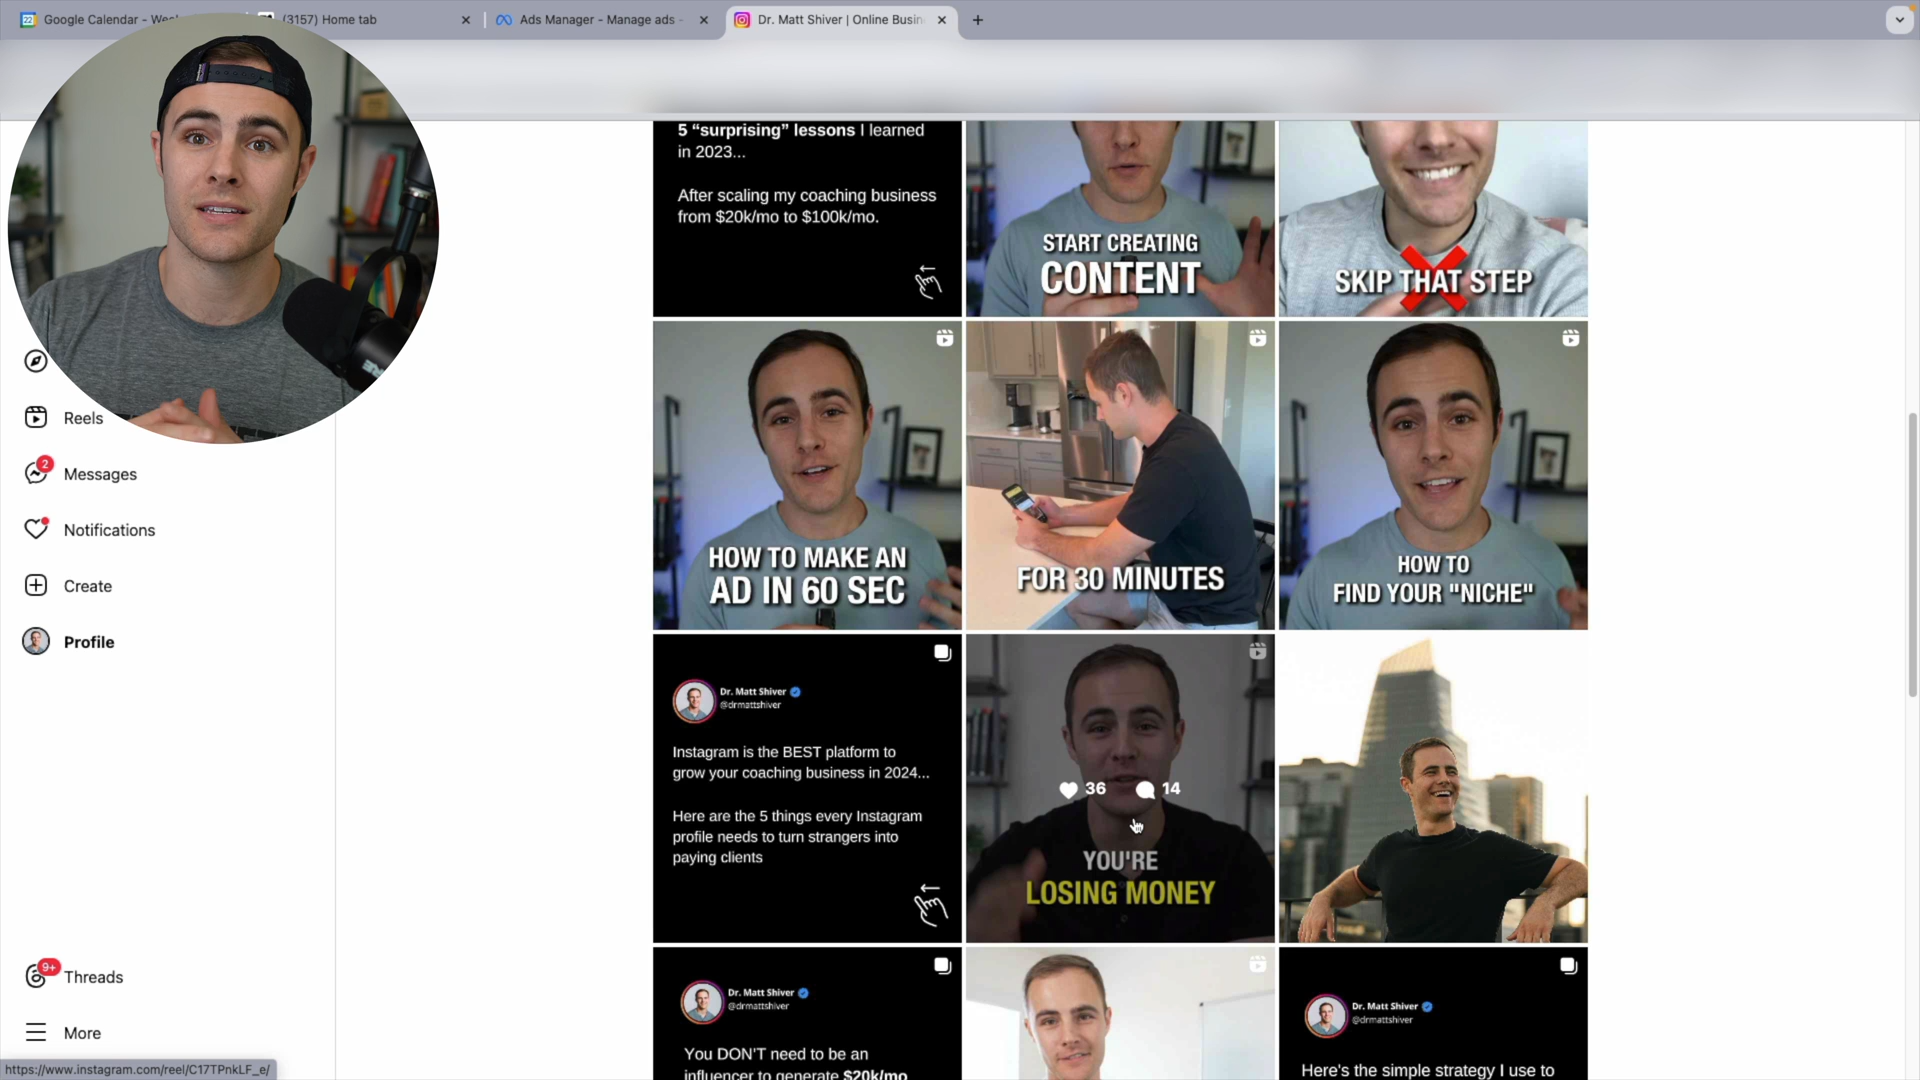 Google Calendar - Wee
(3157) Home tab
Ads Manager - Manage ads -
Dr. Matt Shiver | Online Busin
5 “surprising” lessons I learned
in 2023...
After scaling my coaching business
from $20k/mo to $100k/mo.
START CREATING
CONTENT
SKIP THAT STEP
Reels
2
Messages
Notifications
Create
Profile
9+
Threads
More
HOW TO MAKE AN
AD IN 60 SEC
FOR 30 MINUTES
HOW TO
FIND YOUR "NICHE"
Dr. Matt Shiver
@drmattshiver
Instagram is the BEST platform to
grow your coaching business in 2024...
Here are the 5 things every Instagram
profile needs to turn strangers into
paying clients
36
14
YOU'RE
LOSING MONEY
Dr. Matt Shiver
@drmattshiver
You DON'T need to be an
influencer to generate $20k/mo
Dr. Matt Shiver
@drmattshiver
Here's the simple strategy I use to
https://www.instagram.com/reel/C17TPnkLF_e/